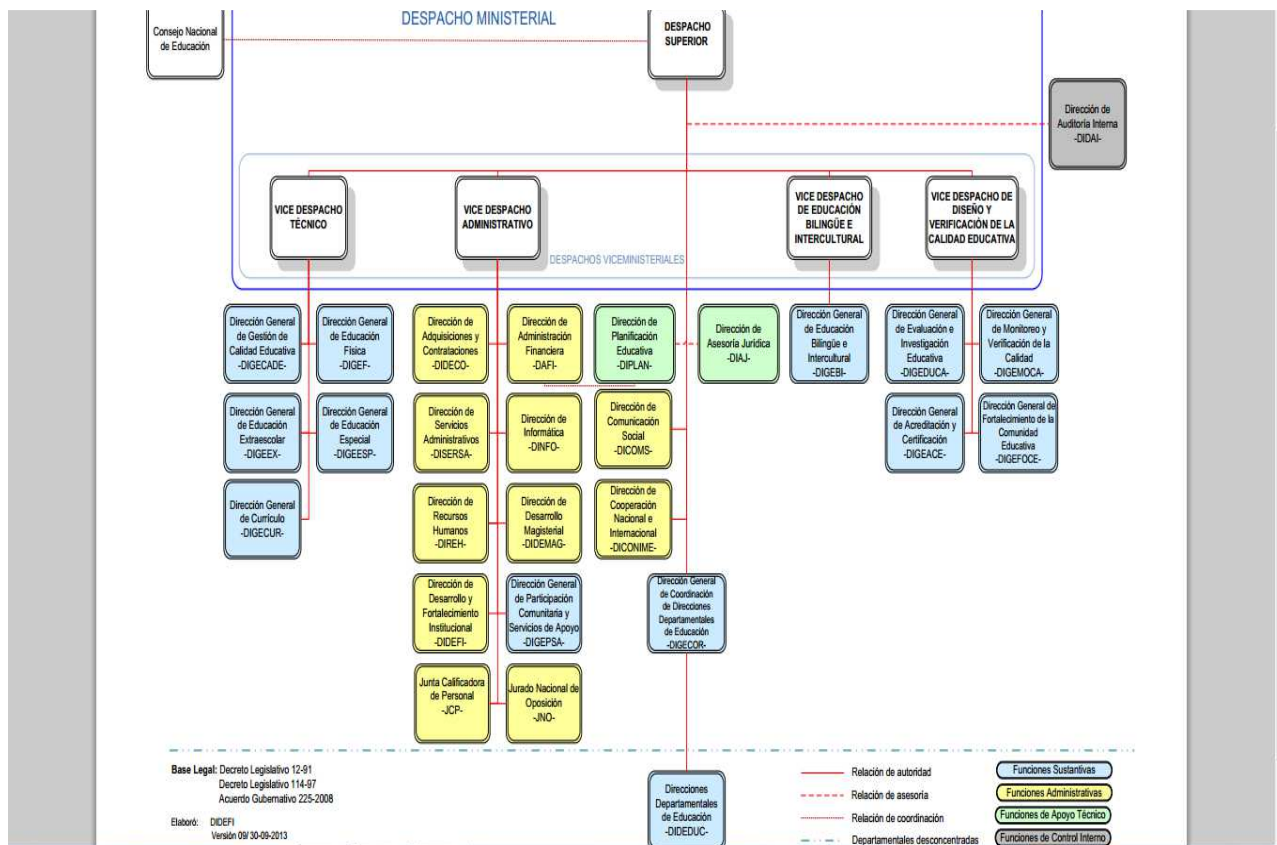 DESPACHO MINISTERIAL
Consejo Nacional
de Educación
DESPACHO
SUPERIOR
Dirección de
Auditoría Interna
-DIDAI-
VICE DESPACHO
TÉCNICO
VICE DESPACHO
ADMINISTRATIVO
VICE DESPACHO
DE EDUCACIÓN
BILINGÜE E
INTERCULTURAL
VICE DESPACHO DE
DISEÑO Y
VERIFICACIÓN DE LA
CALIDAD EDUCATIVA
DESPACHOS VICEMINISTERIALES
Dirección General
de Gestión de
Calidad Educativa
-DIGECADE-
Dirección General
de Educación
Física
-DIGEF-
Dirección de
Adquisiciones y
Contrataciones
-DIDECO-
Dirección de
Administración
Financiera
-DAFI-
Dirección de
Planificación
Educativa
-DIPLAN-
Dirección de
Asesoría Jurídica
-DIAJ-
Dirección General
de Educación
Bilingüe e
Intercultural
-DIGEBI-
Dirección General
de Evaluación e
Investigación
Educativa
-DIGEDUCA-
Dirección General
de Monitoreo y
Verificación de la
Calidad
-DIGEMOCA-
Dirección General
de Educación
Extraescolar
-DIGEEX-
Dirección General
de Educación
Especial
-DIGEESP-
Dirección de
Servicios
Administrativos
-DISERSA-
Dirección de
Informática
-DINFO-
Dirección de
Comunicación
Social
-DICOMS-
Dirección General
de Acreditación y
Certificación
-DIGEACE-
Dirección General de
Fortalecimiento de la
Comunidad
Educativa
-DIGEFOCE-
Dirección General
de Currículo
-DIGECUR-
Dirección de
Recursos
Humanos
-DIREH-
Dirección de
Desarrollo
Magisterial
-DIDEMAG-
Dirección de
Cooperación
Nacional e
Internacional
-DICONIME-
Dirección de
Desarrollo y
Fortalecimiento
Institucional
-DIDEFI-
Dirección General
de Participación
Comunitaria y
Servicios de Apoyo
-DIGEPSA-
Dirección General
de Coordinación
de Direcciones
Departamentales
de Educación
-DIGECOR-
Junta Calificadora
de Personal
-JCP-
Jurado Nacional de
Oposición
-JNO-
Base Legal: Decreto Legislativo 12-91
Decreto Legislativo 114-97
Acuerdo Gubernativo 225-2008
Elaboró: DIDEFI
Versión 09/ 30-09-2013
Direcciones
Departamentales
de Educación
-DIDEDUC-
Relación de autoridad
Relación de asesoría
Relación de coordinación
Departamentales desconcentradas
Funciones Sustantivas
Funciones Administrativas
Funciones de Apoyo Técnico
Funciones de Control Interno